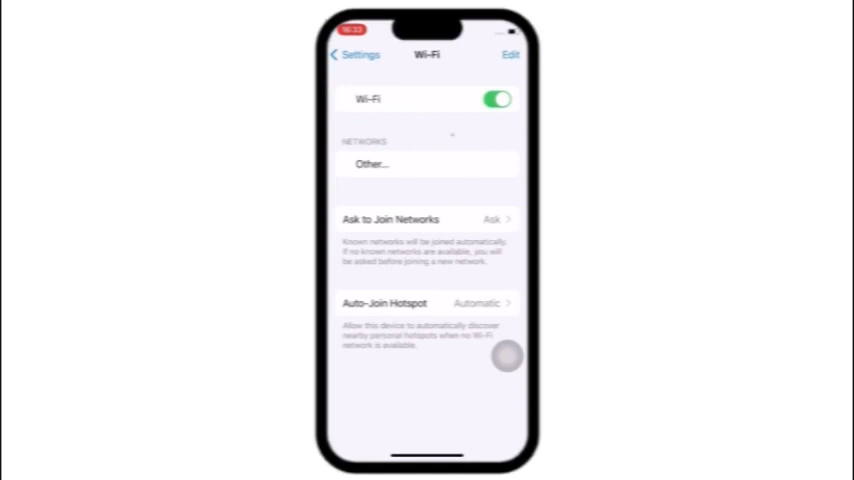 16:33
Settings
Wi-Fi
Edit
Wi-Fi
NETWORKS
Other...
Ask to Join Networks Ask
Known networks will be joined automatically.
If no known networks are available, you will
be asked before joining a new network.
Auto-Join Hotspot Automatic
Allow this device to automatically discover
nearby personal hotspots when no Wi-Fi
network is available.